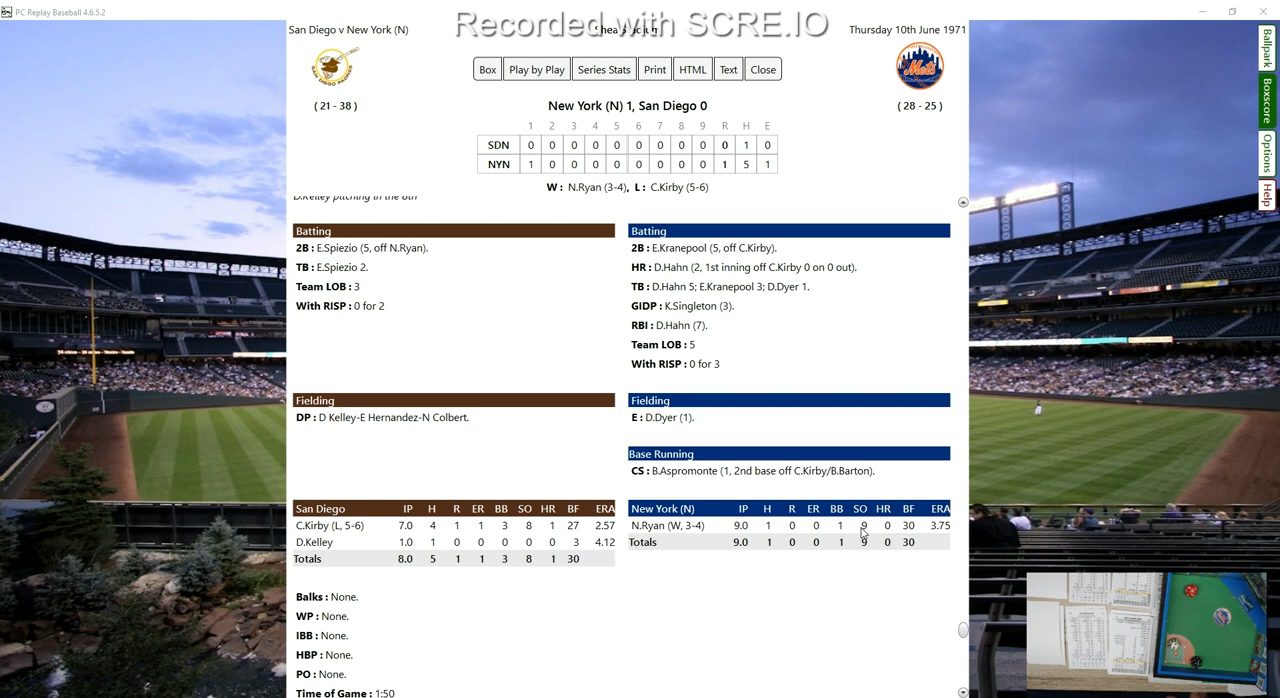 PC Replay Baseball 4.6.5.2
Recorded with SCRE.IO
San Diego v New York (N) Thursday 10th June 1971
Mets
Box Play by Play Series Stats Print HTML Text Close
( 21 - 38 ) New York (N) 1, San Diego 0 ( 28 - 25 )
1 2 3 4 5 6 7 8 9 R H E
SDN 0 0 0 0 0 0 0 0 0 0 1 0
NYN 1 0 0 0 0 0 0 0 0 1 5 1
W : N.Ryan (3-4), L : C.Kirby (5-6)
D.Kelley pitching in the 8th
Batting
2B : E.Spiezio (5, off N.Ryan).
TB : E.Spiezio 2.
Team LOB : 3
With RISP : 0 for 2
Batting
2B : E.Kranepool (5, off C.Kirby).
HR : D.Hahn (2, 1st inning off C.Kirby 0 on 0 out).
TB : D.Hahn 5; E.Kranepool 3; D.Dyer 1.
GIDP : K.Singleton (3).
RBI : D.Hahn (7).
Team LOB : 5
With RISP : 0 for 3
Fielding
DP : D Kelley-E Hernandez-N Colbert.
Fielding
E : D.Dyer (1).
Base Running
CS : B.Aspromonte (1, 2nd base off C.Kirby/B.Barton).
San Diego IP H R ER BB SO HR BF ERA
C.Kirby (L, 5-6) 7.0 4 1 1 3 8 1 27 2.57
D.Kelley 1.0 1 0 0 0 0 0 3 4.12
Totals 8.0 5 1 1 3 8 1 30
New York (N) IP H R ER BB SO HR BF ERA
N.Ryan (W, 3-4) 9.0 1 0 0 1 9 0 30 3.75
Totals 9.0 1 0 0 1 9 0 30
Balks : None.
WP : None.
IBB : None.
HBP : None.
PO : None.
Time of Game : 1:50
Ballpark
Boxscore
Options
Help